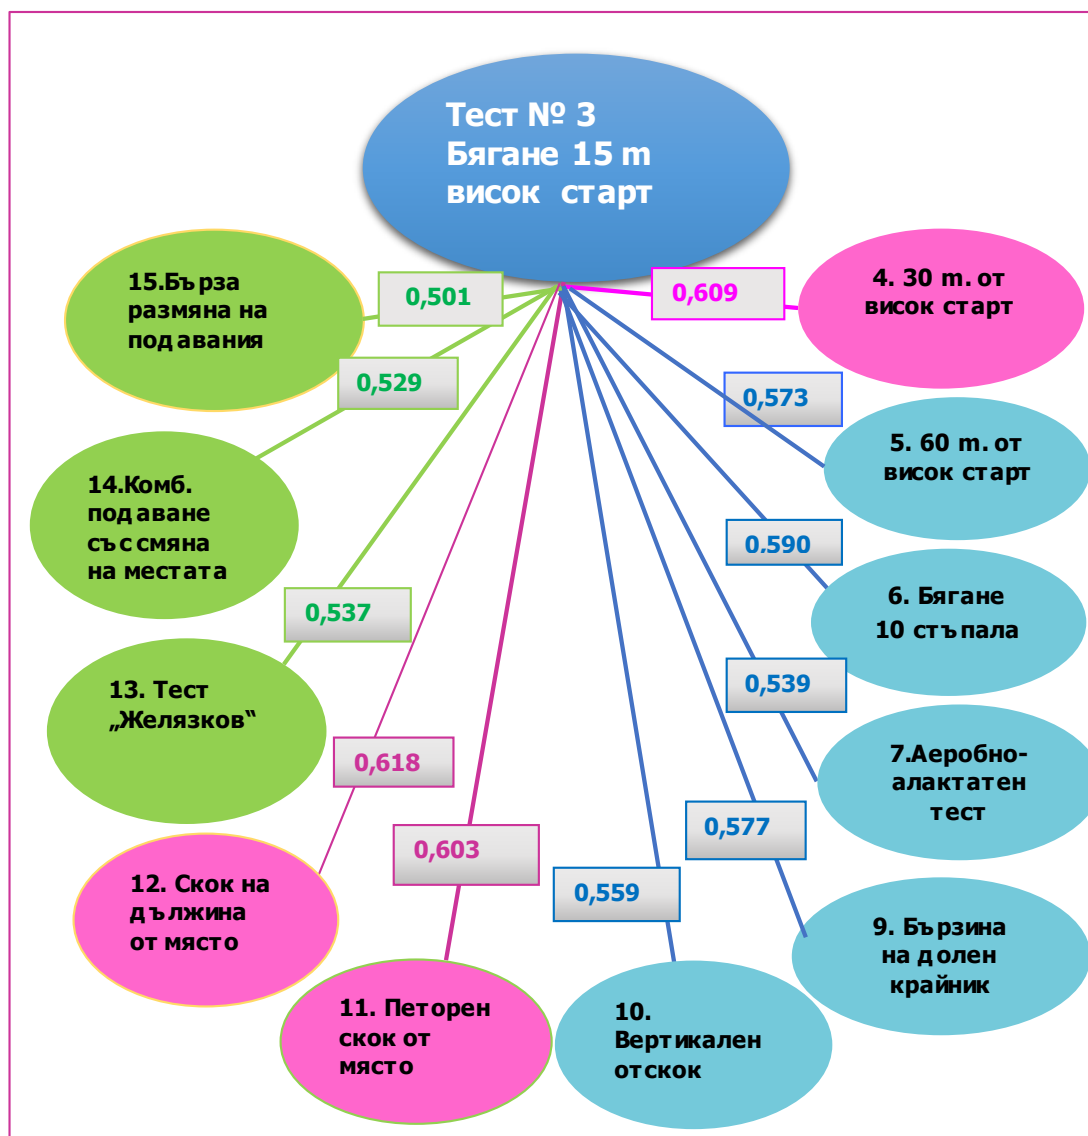 Тест № 3
Бягане 15 m
висок старт
15.Бърза
размяна на
подавания
0,501
0,609
4. 30 m. от
висок старт
0,529
0,573
14.Комб.
подаване
със смяна
на местата
5. 60 m. от
висок старт
0,537
0.590
13. Тест
„Желязков“
6. Бягане
10 стъпала
0,618
0,539
12. Скок на
дължина
от място
7.Аеробно-
алактатен
тест
0,603
0,577
11. Петорен
скок от
място
0,559
9. Бързина
на долен
крайник
10.
Вертикален
отскок